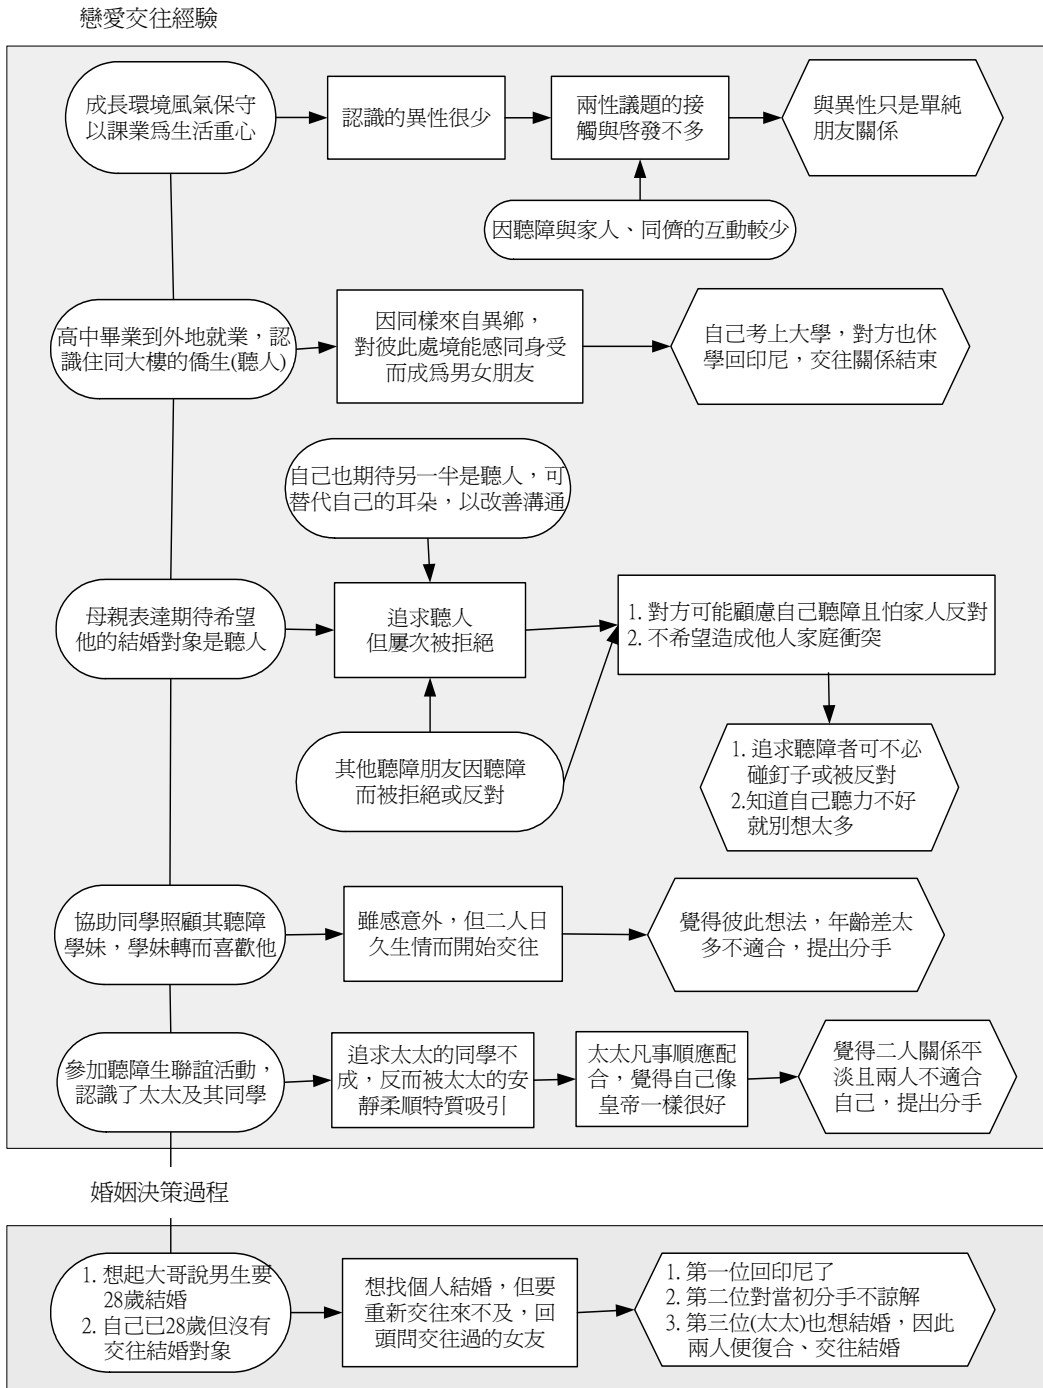 戀愛交往經驗
成長環境風氣保守
以課業為生活重心
認識的異性很少
兩性議題的接
觸與啓發不多
與異性只是單純
朋友關係
因聽障與家人、同儕的互動較少
高中畢業到外地就業，認
識住同大樓的僑生(聽人)
因同樣來自異鄉，
對彼此處境能感同身受
而成為男女朋友
自己考上大學，對方也休
學回印尼，交往關係結束
自己也期待另一半是聽人，可
替代自己的耳朵，以改善溝通
母親表達期待希望
他的結婚對象是聽人
追求聽人
但屢次被拒絕
1. 對方可能顧慮自己聽障且怕家人反對
2. 不希望造成他人家庭衝突
其他聽障朋友因聽障
而被拒絕或反對
1. 追求聽障者可不必
碰釘子或被反對
2.知道自己聽力不好
就別想太多
協助同學照顧其聽障
學妹，學妹轉而喜歡他
雖感意外，但二人日
久生情而開始交往
覺得彼此想法，年齡差太
多不適合，提出分手
參加聽障生聯誼活動，
認識了太太及其同學
追求太太的同學不
成，反而被太太的安
靜柔順特質吸引
太太凡事順應配
合，覺得自己像
皇帝一樣很好
覺得二人關係平
淡且兩人不適合
自己，提出分手
婚姻決策過程
1. 想起大哥說男生要
28歲結婚
2. 自己已28歲但沒有
交往結婚對象
想找個人結婚，但要
重新交往來不及，回
頭問交往過的女友
1. 第一位回印尼了
2. 第二位對當初分手不諒解
3. 第三位(太太)也想結婚，因此
兩人便復合、交往結婚